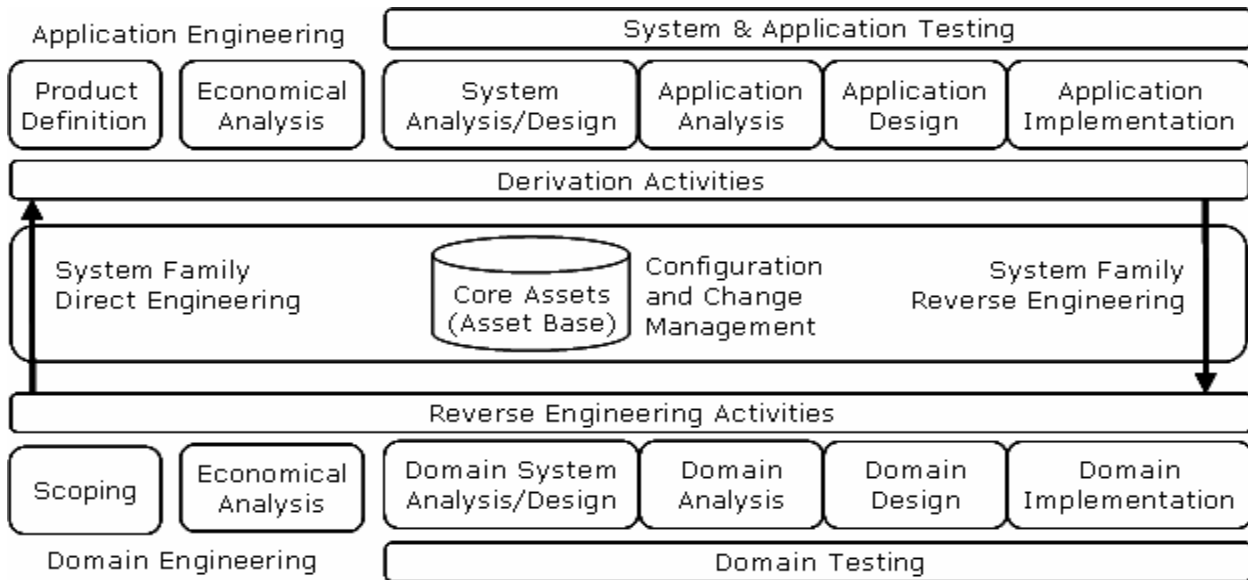 Application Engineering
System & Application Testing
Product
Definition
Economical
Analysis
System
Analysis/Design
Application
Analysis
Application
Design
Application
Implementation
Derivation Activities
System Family
Direct Engineering
Core Assets
(Asset Base)
Configuration
and Change
Management
System Family
Reverse Engineering
Reverse Engineering Activities
Scoping
Economical
Analysis
Domain System
Analysis/Design
Domain
Analysis
Domain
Design
Domain
Implementation
Domain Engineering
Domain Testing